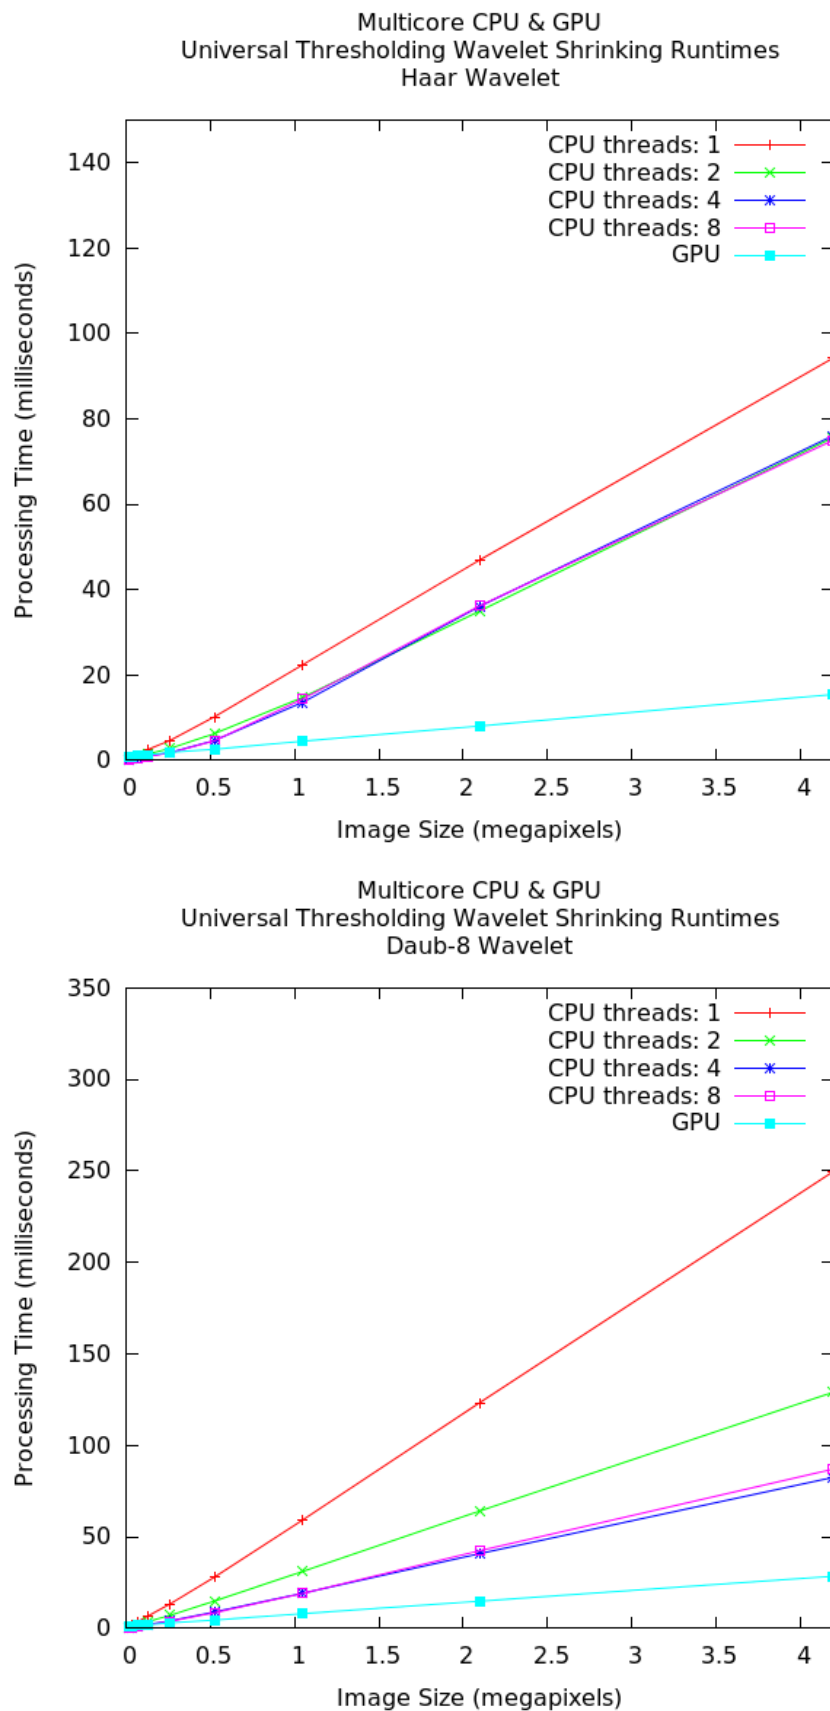 Multicore CPU & GPU
Universal Thresholding Wavelet Shrinking Runtimes
Haar Wavelet
140
120
100
80
60
40
20
0
Processing Time (milliseconds)
CPU threads: 1
CPU threads: 2
CPU threads: 4
CPU threads: 8
GPU
0 0.5 1 1.5 2 2.5 3 3.5 4
Image Size (megapixels)
Multicore CPU & GPU
Universal Thresholding Wavelet Shrinking Runtimes
Daub-8 Wavelet
350
300
250
200
150
100
50
0
Processing Time (milliseconds)
CPU threads: 1
CPU threads: 2
CPU threads: 4
CPU threads: 8
GPU
0 0.5 1 1.5 2 2.5 3 3.5 4
Image Size (megapixels)